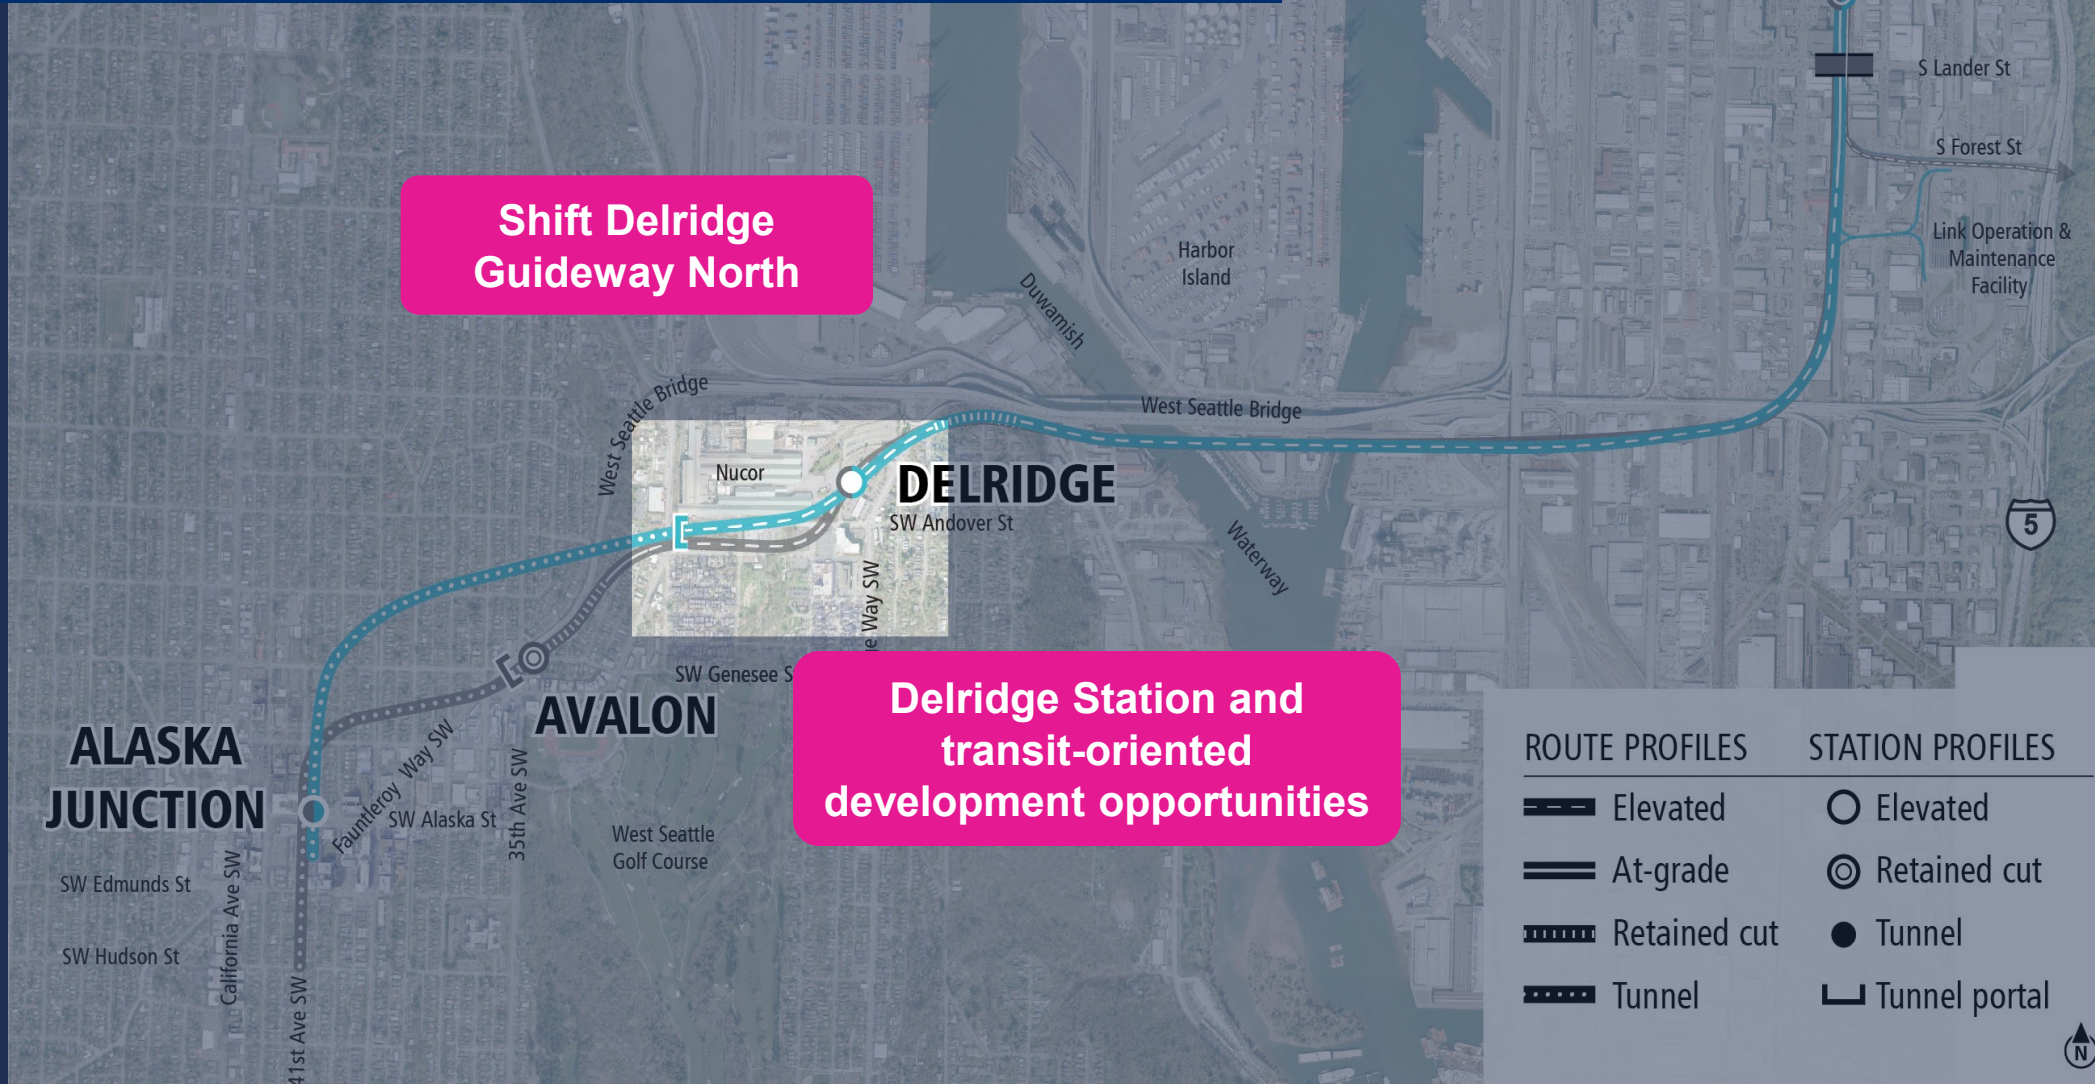 S Lander St
S Forest St
Shift Delridge
Guideway North
Harbor
Island
Link Operation &
Maintenance
Facility
Duwamish
West Seattle Bridge
West Seattle Bridge
Nucor
DELRIDGE
SW Andover St
5
Waterway
Way SW
SW Genesee S
AVALON
Delridge Station and
transit-oriented
development opportunities
ALASKA
JUNCTION
Fauntleroy Way SW
SW Alaska St
35th Ave SW
West Seattle
Golf Course
SW Edmunds St
California Ave SW
SW Hudson St
41st Ave SW
ROUTE PROFILES
Elevated
At-grade
Retained cut
Tunnel
STATION PROFILES
Elevated
Retained cut
Tunnel
Tunnel portal
N